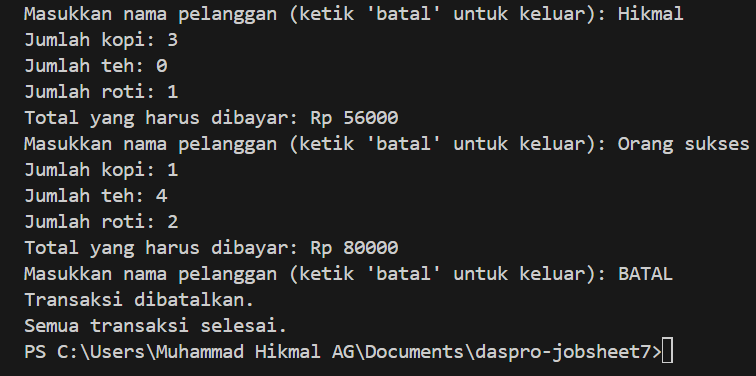 Masukkan nama pelanggan (ketik 'batal' untuk keluar): Hikmal
Jumlah kopi: 3
Jumlah teh: 0
Jumlah roti: 1
Total yang harus dibayar: Rp 56000
Masukkan nama pelanggan (ketik 'batal' untuk keluar): Orang sukses
Jumlah kopi: 1
Jumlah teh: 4
Jumlah roti: 2
Total yang harus dibayar: Rp 80000
Masukkan nama pelanggan (ketik 'batal' untuk keluar): BATAL
Transaksi dibatalkan.
Semua transaksi selesai.
PS C:\Users\Muhammad Hikmal AG\Documents\daspro-jobsheet7>